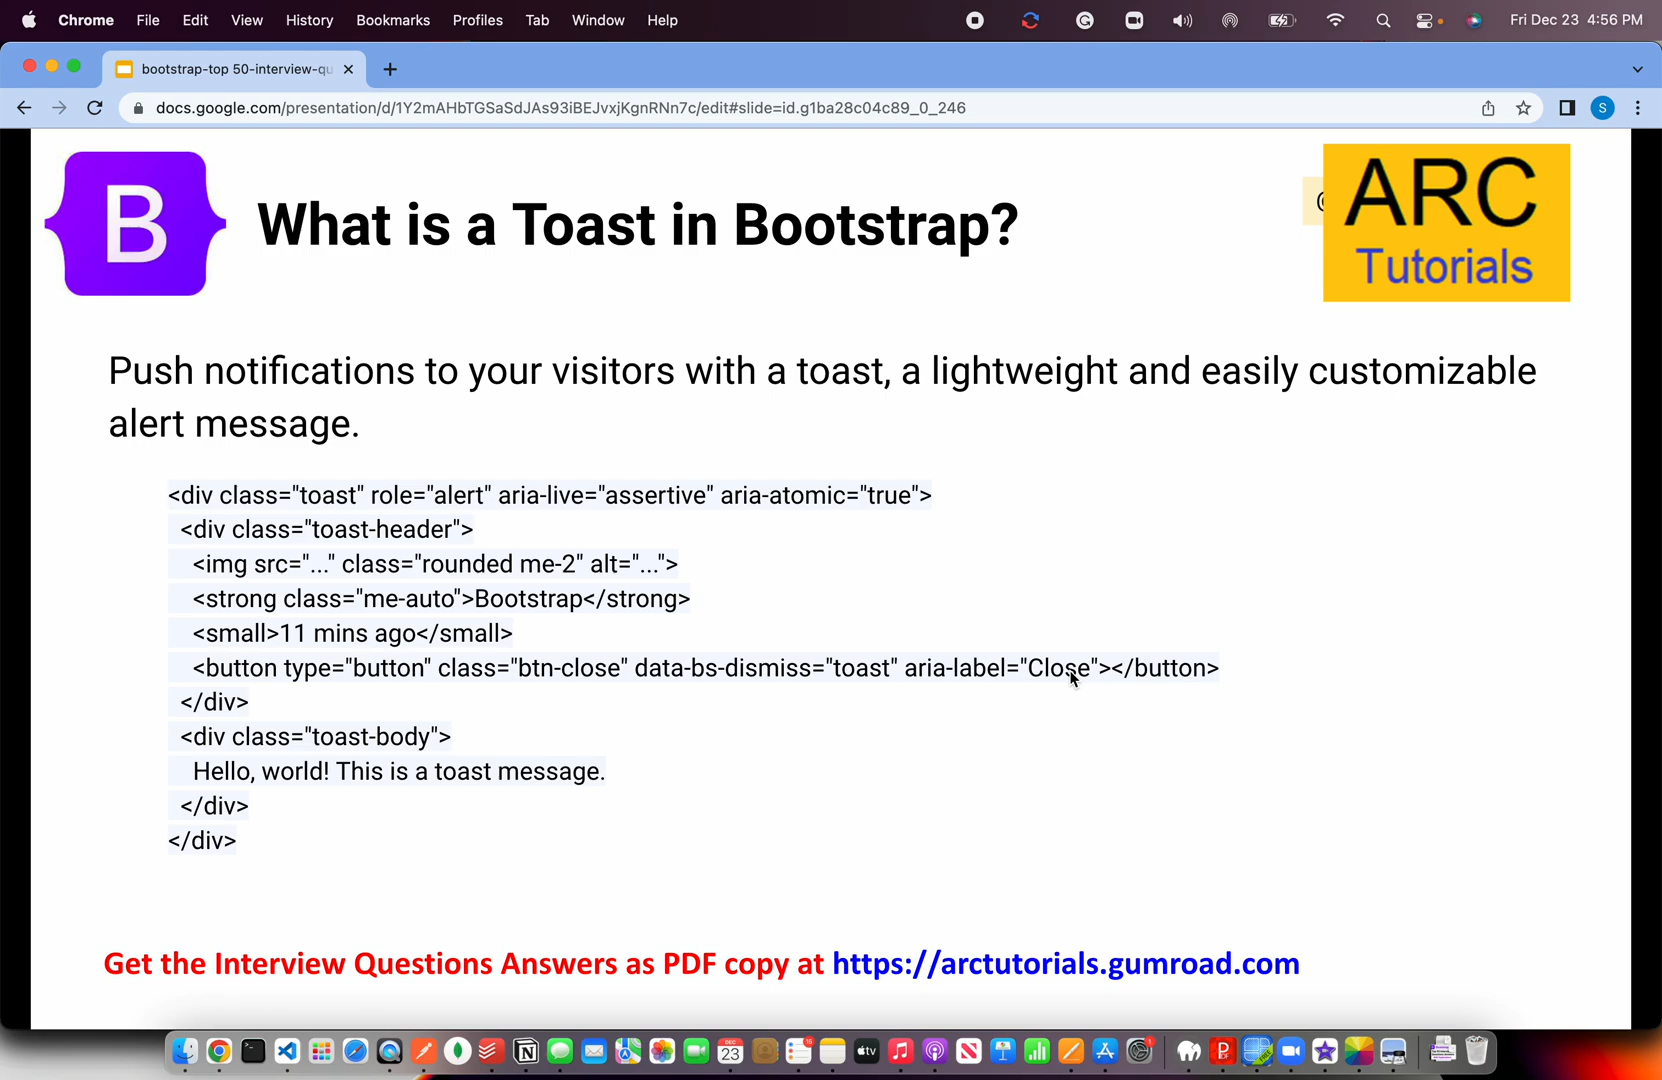 Chrome File Edit View History Bookmarks Profiles Tab Window Help Fri Dec 23 4:56 PM
bootstrap-top 50-interview-qu
docs.google.com/presentation/d/1Y2mAHbTGSaSdJAs93iBEJvxjKgnRNn7c/edit#slide=id.g1ba28c04c89_0_246
S
B
What is a Toast in Bootstrap?
ARC
Tutorials
Push notifications to your visitors with a toast, a lightweight and easily customizable
alert message.
<div class="toast" role="alert" aria-live="assertive" aria-atomic="true">
<div class="toast-header">
<img src="..." class="rounded me-2" alt="...">
<strong class="me-auto">Bootstrap</strong>
<small>11 mins ago</small>
<button type="button" class="btn-close" data-bs-dismiss="toast" aria-label="Close"></button>
</div>
<div class="toast-body">
Hello, world! This is a toast message.
</div>
</div>
Get the Interview Questions Answers as PDF copy at https://arctutorials.gumroad.com
DEC
23
tv